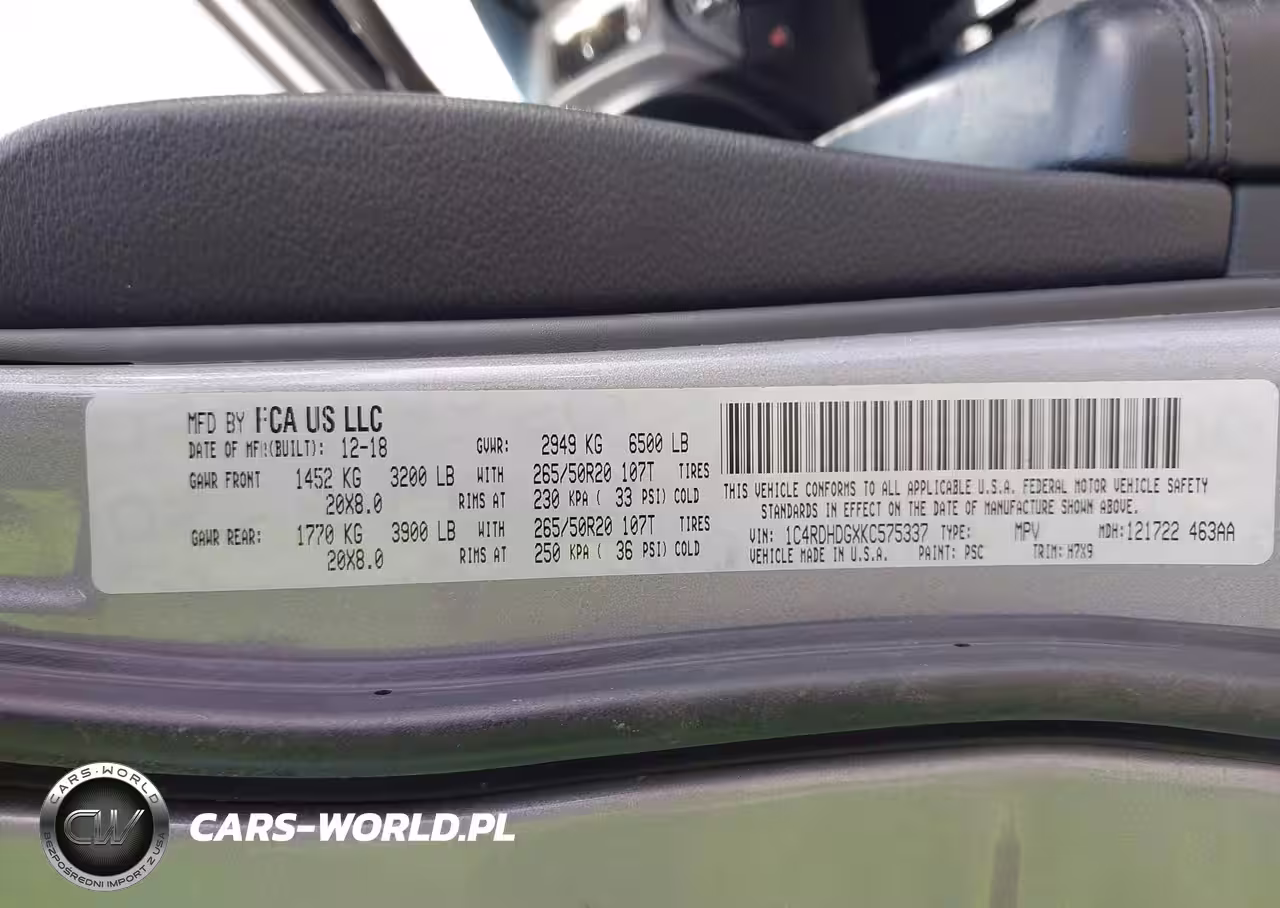 MFD BY FCA US LLC
DATE OF MFR(BUILT): 12-18 GVWR: 2949 KG 6500 LB
GAWR FRONT 1452 KG 3200 LB WITH 265/50R20 107T TIRES
20X8.0 RIMS AT 230 KPA ( 33 PSI) COLD
GAWR REAR: 1770 KG 3900 LB WITH 265/50R20 107T TIRES
20X8.0 RIMS AT 250 KPA ( 36 PSI) COLD
THIS VEHICLE CONFORMS TO ALL APPLICABLE U.S.A. FEDERAL MOTOR VEHICLE SAFETY
STANDARDS IN EFFECT ON THE DATE OF MANUFACTURE SHOWN ABOVE.
VIN: 1C4RDHDGXKC575337 TYPE: MPV MDH:121722 463AA
VEHICLE MADE IN U.S.A. PAINT: PSC TRIM: H7X9
CARS-WORLD
CW
BEZPOŚREDNI IMPORT Z USA
CARS-WORLD.PL